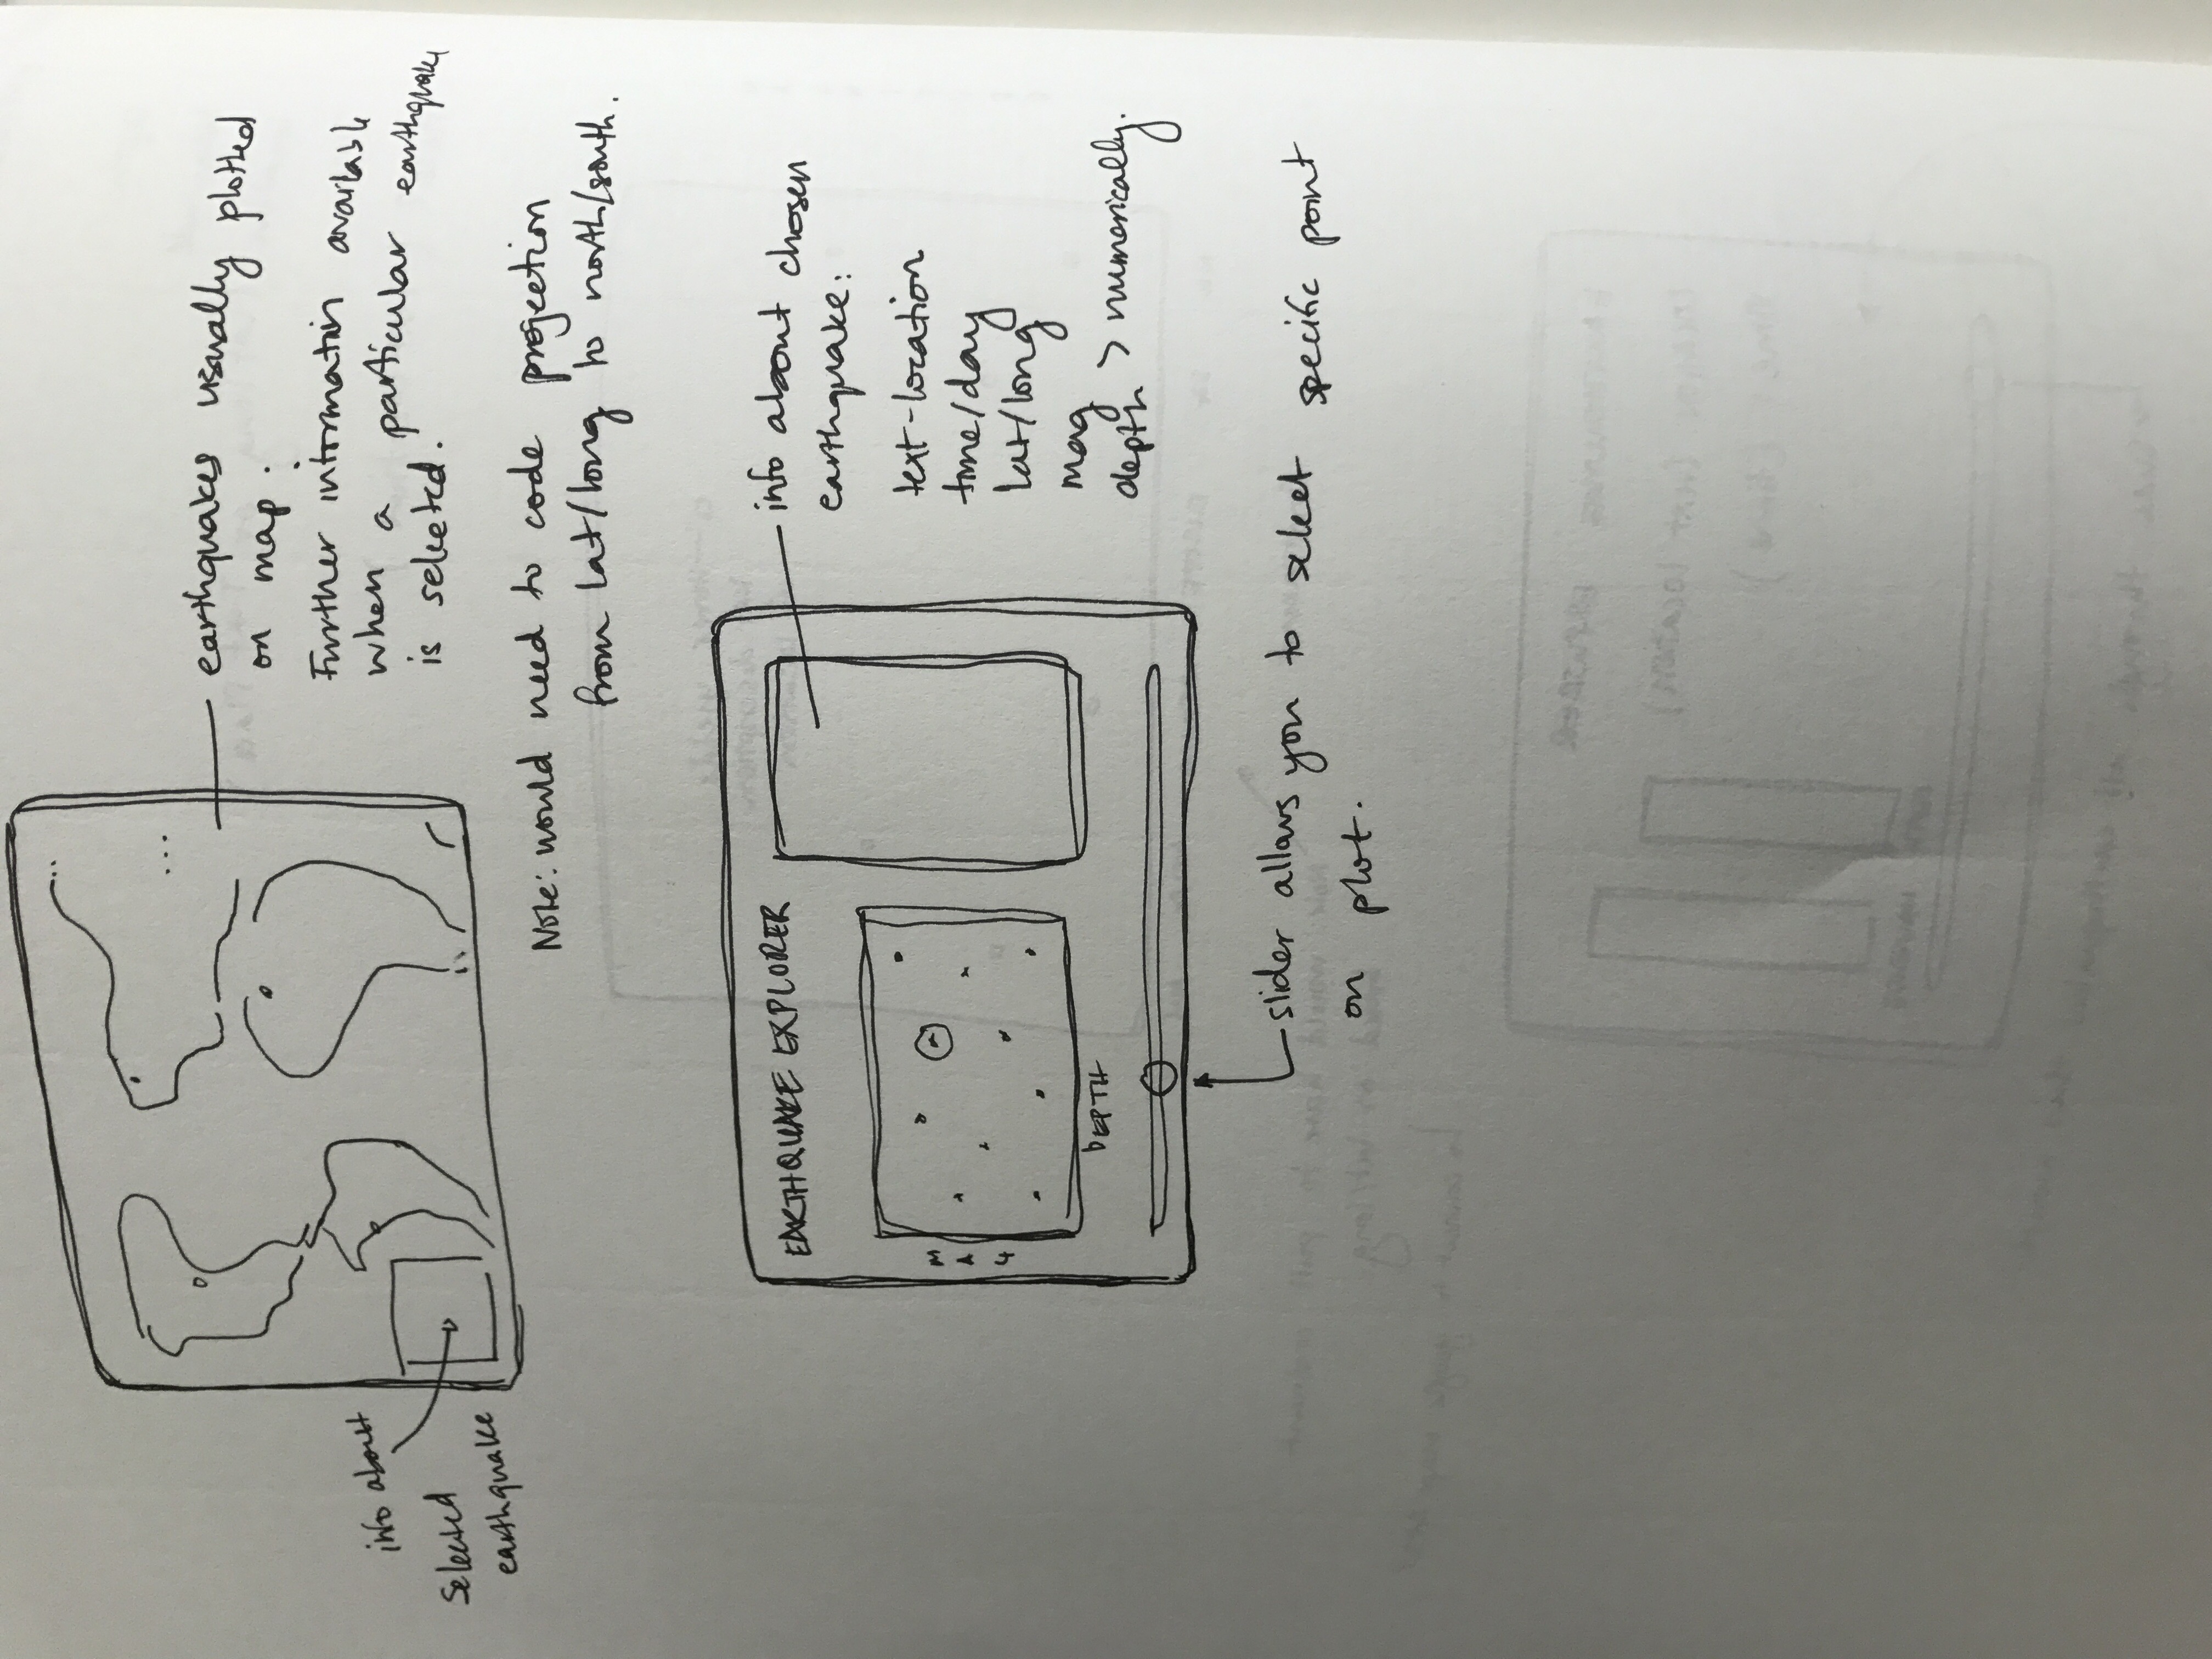 earthquakes usually plotted
on map.
Further information available
when a particular earthquake
is selected.
info about
selected
earthquake
Note: would need to code projection
from lat/long to north/south.
EARTHQUAKE EXPLORER
MAG
DEPTH
info about chosen
earthquake:
text-location
time/day
lat/long
mag
depth > numerically.
slider allows you to select specific point
on plot.
EARTHQUAKE EXPLORER